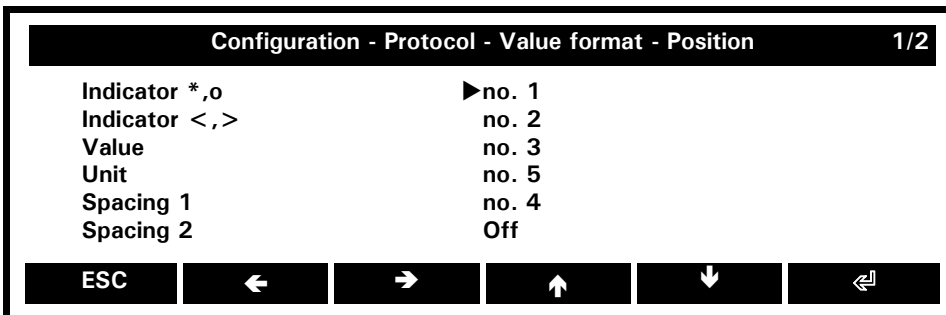 Configuration - Protocol - Value format - Position 1/2
Indicator *,o ▶no. 1
Indicator <,> no. 2
Value no. 3
Unit no. 5
Spacing 1 no. 4
Spacing 2 Off
ESC ← → ↑ ↓ ↵